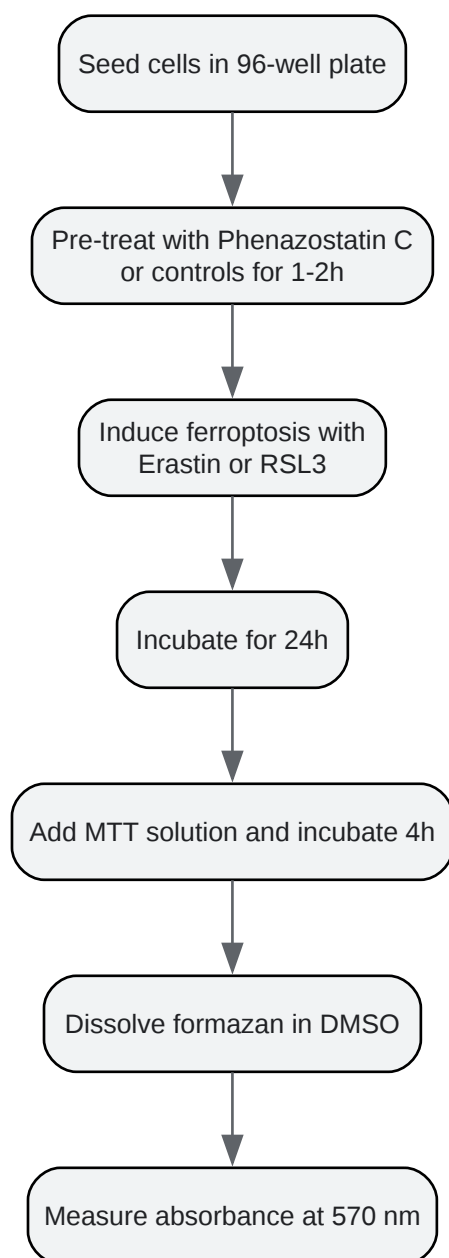 Seed cells in 96-well plate
Pre-treat with Phenazostatin C
or controls for 1-2h
Induce ferroptosis with
Erastin or RSL3
Incubate for 24h
Add MTT solution and incubate 4h
Dissolve formazan in DMSO
Measure absorbance at 570 nm